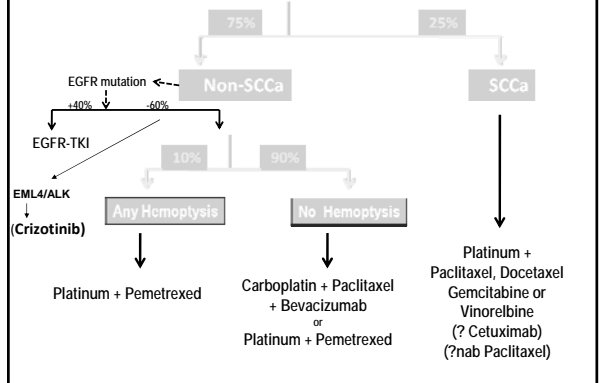 75%
25%
Non-SCCa
SCCa
EGFR mutation
+40%
-60%
EGFR-TKI
10%
90%
EML4/ALK
(Crizotinib)
Any Hemoptysis
No Hemoptysis
Platinum + Pemetrexed
Carboplatin + Paclitaxel
+ Bevacizumab
or
Platinum + Pemetrexed
Platinum +
Paclitaxel, Docetaxel
Gemcitabine or
Vinorelbine
(? Cetuximab)
(?nab Paclitaxel)